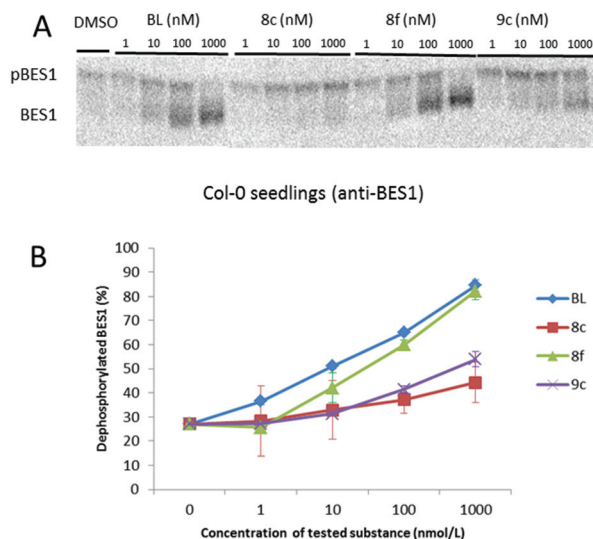 A
DMSO BL (nM) 8c (nM) 8f (nM) 9c (nM)
1 10 100 1000 1 10 100 1000 1 10 100 1000 1 10 100 1000
pBES1
BES1
Col-0 seedlings (anti-BES1)
B
Dephosphorylated BES1 (%)
100
90
80
70
60
50
40
30
20
10
0
0 1 10 100 1000
Concentration of tested substance (nmol/L)
BL
8c
8f
9c